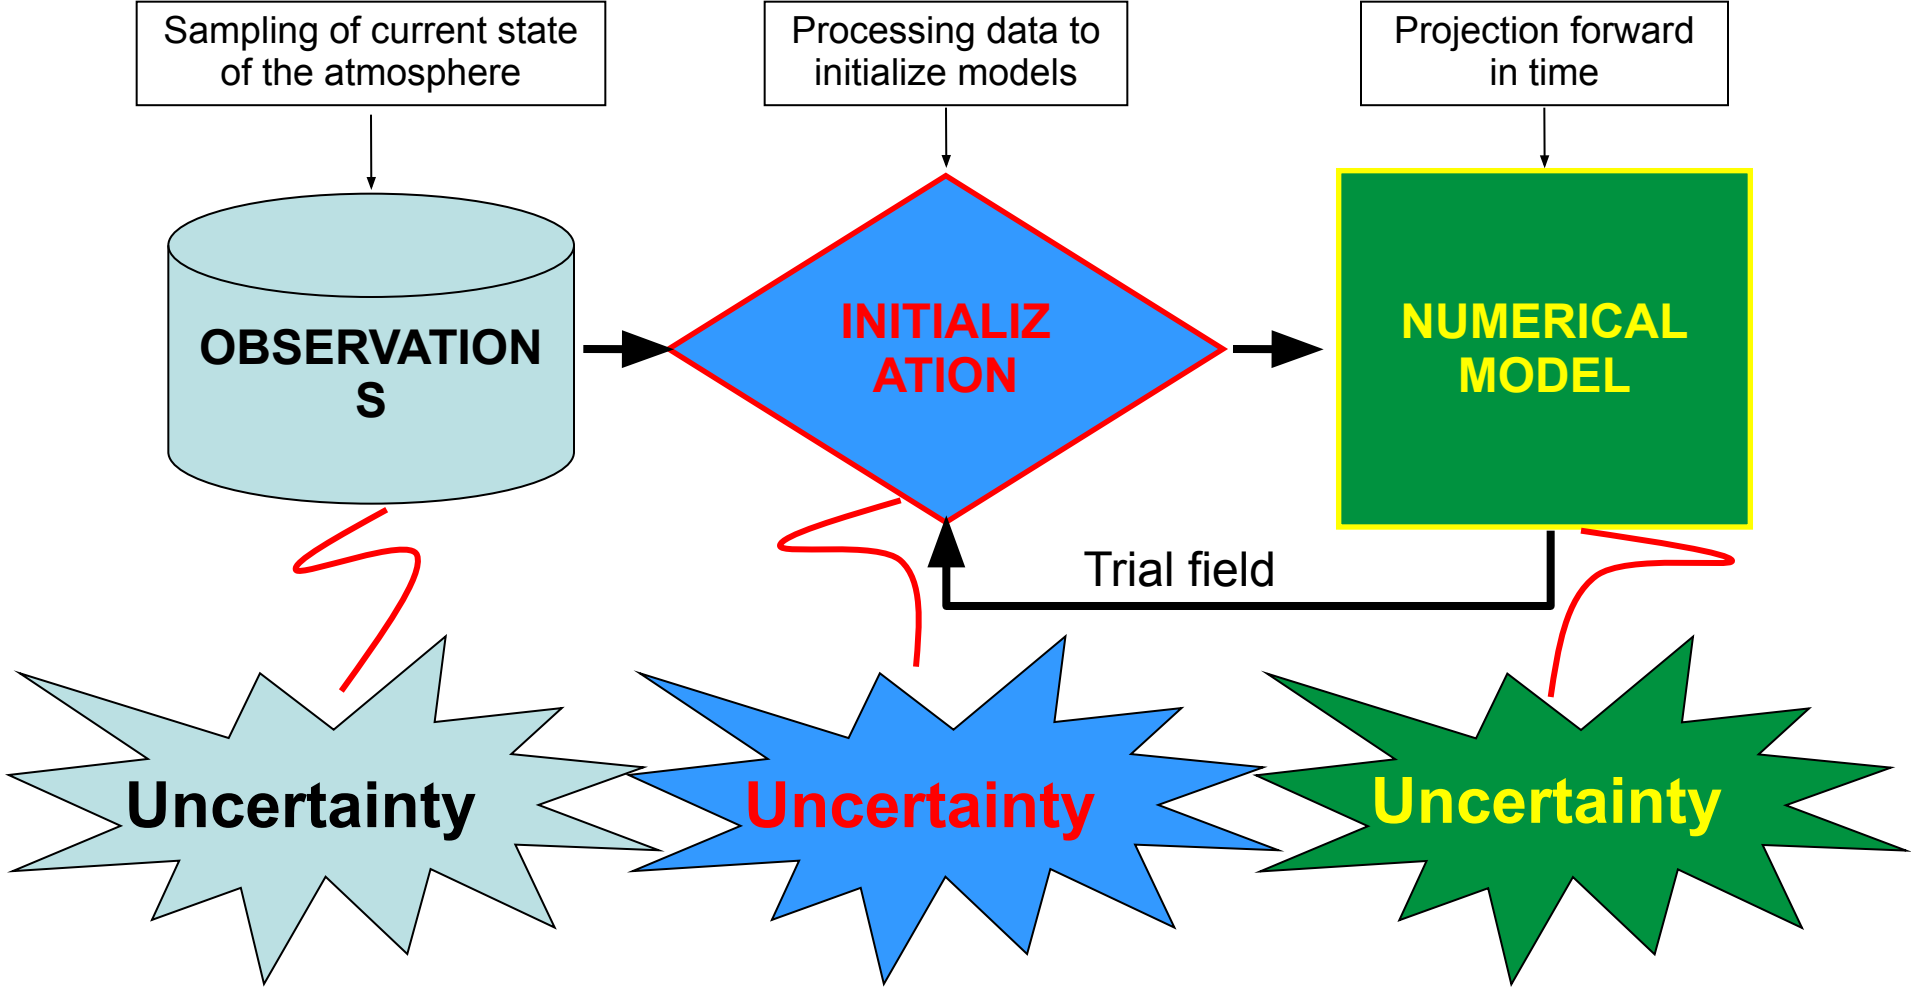 Sampling of current state
of the atmosphere
Processing data to
initialize models
Projection forward
in time
OBSERVATION
S
INITIALIZ
ATION
NUMERICAL
MODEL
Trial field
Uncertainty
Uncertainty
Uncertainty